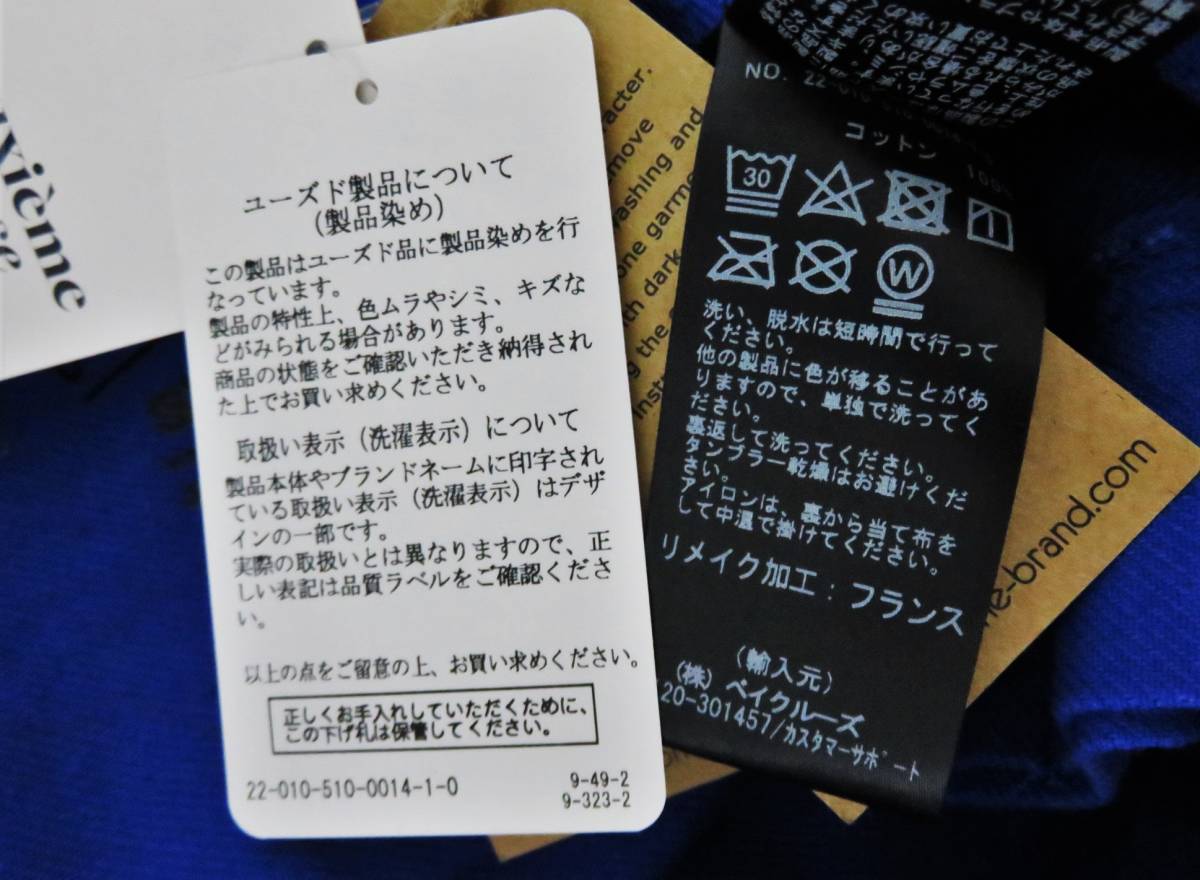 xième
ユーズド製品について
(製品染め)
この製品はユーズド品に製品染めを行
なっています。
製品の特性上、色ムラやシミ、キズな
どがみられる場合があります。
商品の状態をご確認いただき納得され
た上でお買い求めください。
取扱い表示（洗濯表示）について
製品本体やブランドネームに印字され
ている取扱い表示（洗濯表示）はデザ
インの一部です。
実際の取扱いとは異なりますので、正
しい表記は品質ラベルをご確認くださ
い。
以上の点をご留意の上、お買い求めください。
正しくお手入れしていただくために、
この下げ札は保管してください。
22-010-510-0014-1-0
9-49-2
9-323-2
racter.
move
washing and
one garme
th dark
g the
inst
ne-brand.com
NO.
コットン 100%
30
W
洗い、脱水は短時間で行って
ください。
他の製品に色が移ることがあ
りますので、単独で洗ってく
ださい。
裏返して洗ってください。
タンブラー乾燥はお避けくだ
さい。
アイロンは、裏から当て布を
して中温で掛けてください。
リメイク加工：フランス
(輸入元)
(株) ベイクルーズ
20-301457/カスタマーサポート